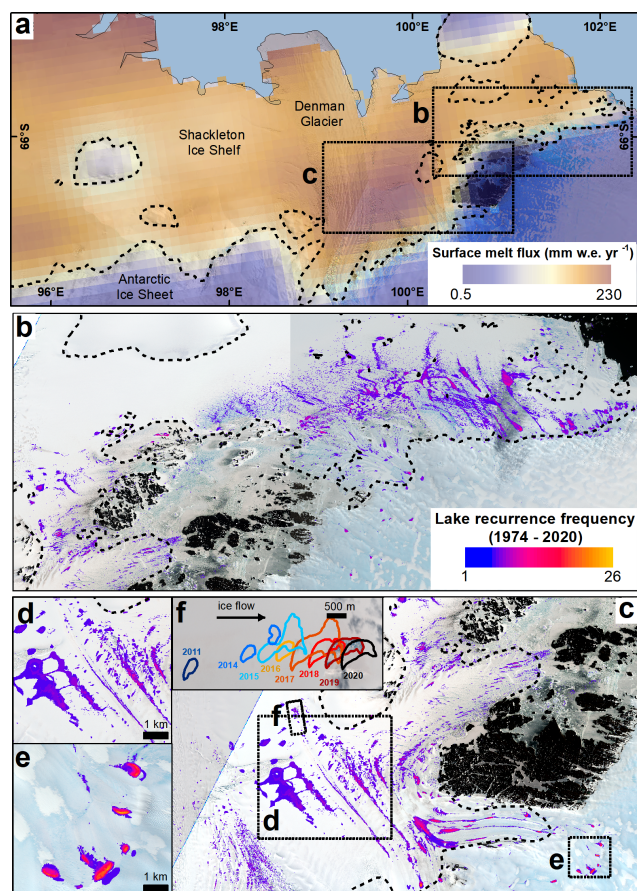 a
98°E
100°E
102°E
Denman
Glacier
Shackleton
Ice Shelf
b
66°S
66°S
c
Antarctic
Ice Sheet
96°E
98°E
100°E
Surface melt flux (mm w.e. yr -1)
0.5
230
b
Lake recurrence frequency
(1974 - 2020)
1
26
d
1 km
f
ice flow
500 m
2011
2014
2015
2016
2017
2018
2019
2020
c
f
d
e
e
1 km